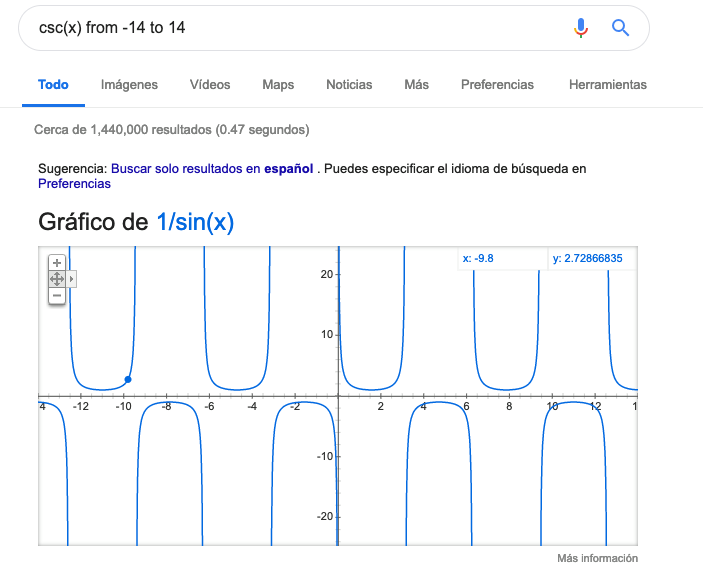 csc(x) from -14 to 14
Todo Imágenes Vídeos Maps Noticias Más Preferencias Herramientas
Cerca de 1,440,000 resultados (0.47 segundos)
Sugerencia: Buscar solo resultados en español . Puedes especificar el idioma de búsqueda en
Preferencias
Gráfico de 1/sin(x)
x: -9.8 y: 2.72866835
20
10
4 -12 -10 -8 -6 -4 -2 2 4 6 8 10 12 1
-10
-20
Más información